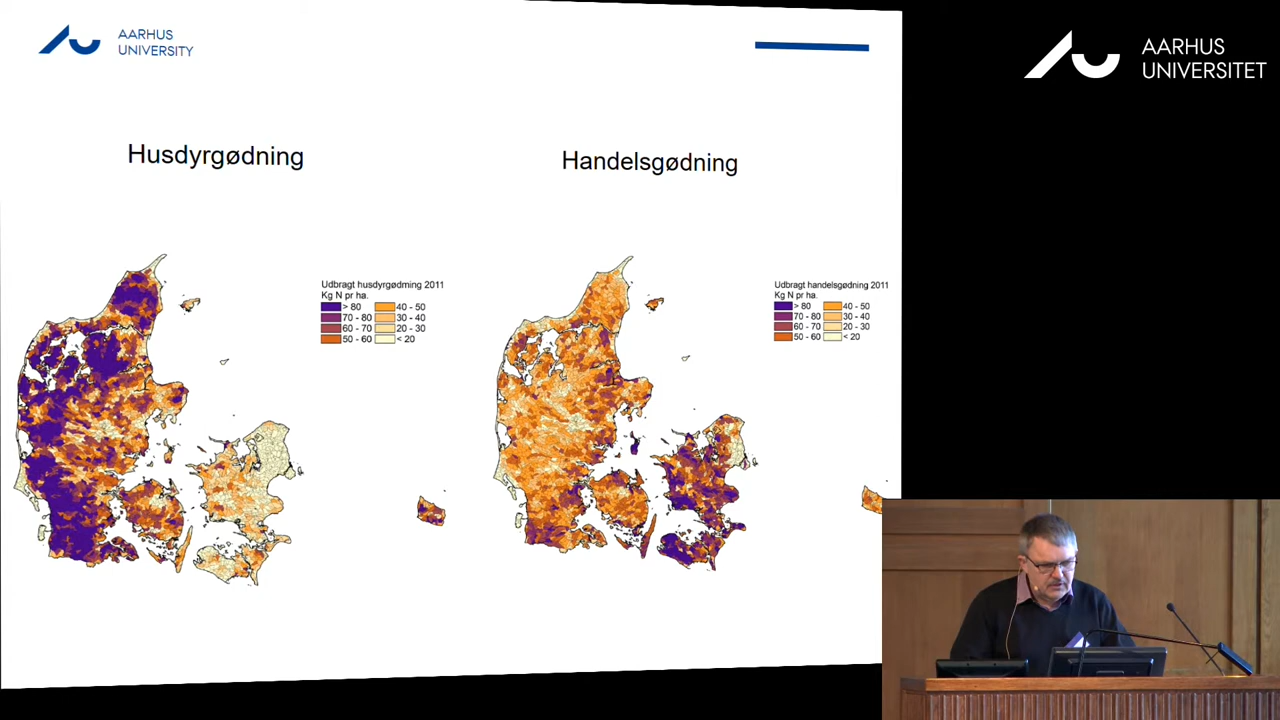 AARHUS
UNIVERSITY
AARHUS
UNIVERSITET
Husdyrgødning
Handelsgødning
Udbragt husdyrgødning 2011
Kg N pr ha.
> 80 40 - 50
70 - 80 30 - 40
60 - 70 20 - 30
50 - 60 < 20
Udbragt handelsgødning 2011
Kg N pr ha.
> 80 40 - 50
70 - 80 30 - 40
60 - 70 20 - 30
50 - 60 < 20